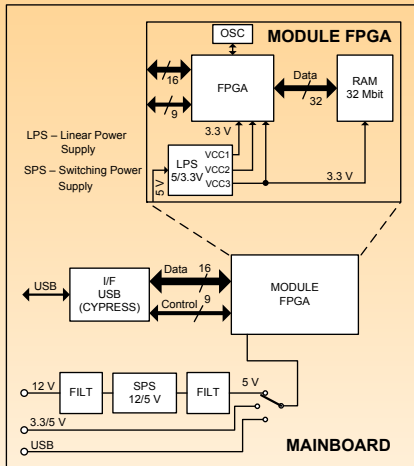 OSC
MODULE FPGA
16
FPGA
Data
32
RAM
32 Mbit
9
3.3 V
LPS – Linear Power
Supply
SPS – Switching Power
Supply
LPS
5/3.3V
VCC1
VCC2
VCC3
5 V
3.3 V
USB
I/F
USB
(CYPRESS)
Data
16
Control
9
MODULE
FPGA
12 V
FILT
SPS
12/5 V
FILT
5 V
3.3/5 V
USB
MAINBOARD